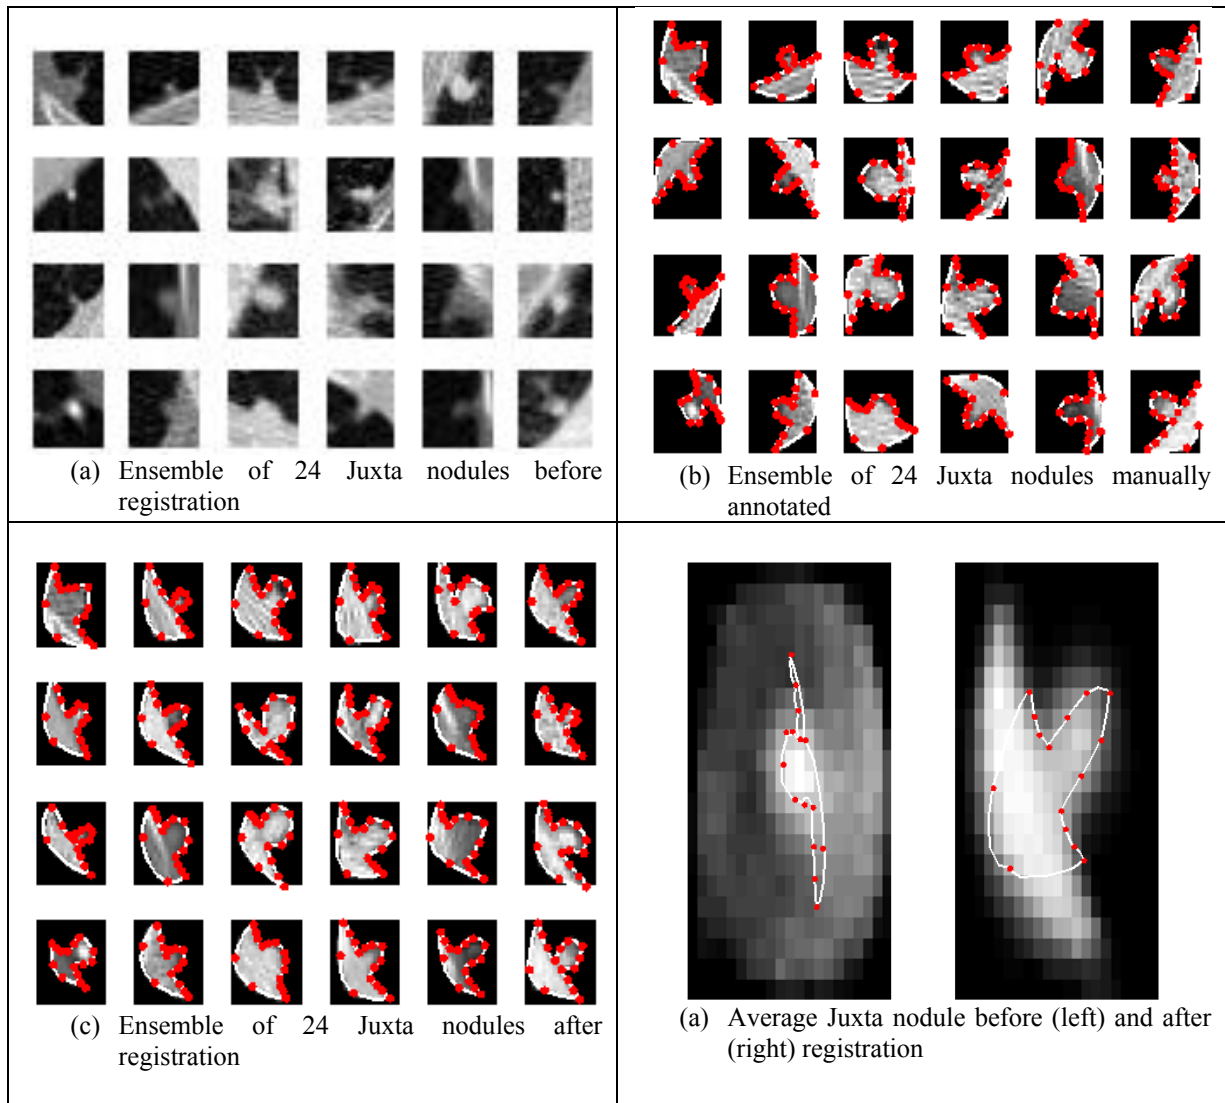 (a) Ensemble of 24 Juxta nodules before
registration
(b) Ensemble of 24 Juxta nodules manually
annotated
(c) Ensemble of 24 Juxta nodules after
registration
(a) Average Juxta nodule before (left) and after
(right) registration